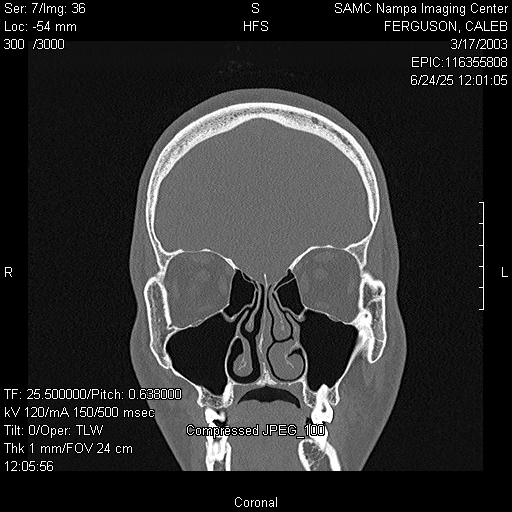 Ser: 7/Img: 36
S
SAMC Nampa Imaging Center
Loc: -54 mm
HFS
FERGUSON, CALEB
300 /3000
3/17/2003
EPIC:116355808
6/24/25 12:01:05
R
L
TF: 25.500000/Pitch: 0.638000
kV 120/mA 150/500 msec
Tilt: 0/Oper: TLW
Compressed JPEG_100
Thk 1 mm/FOV 24 cm
12:05:56
Coronal